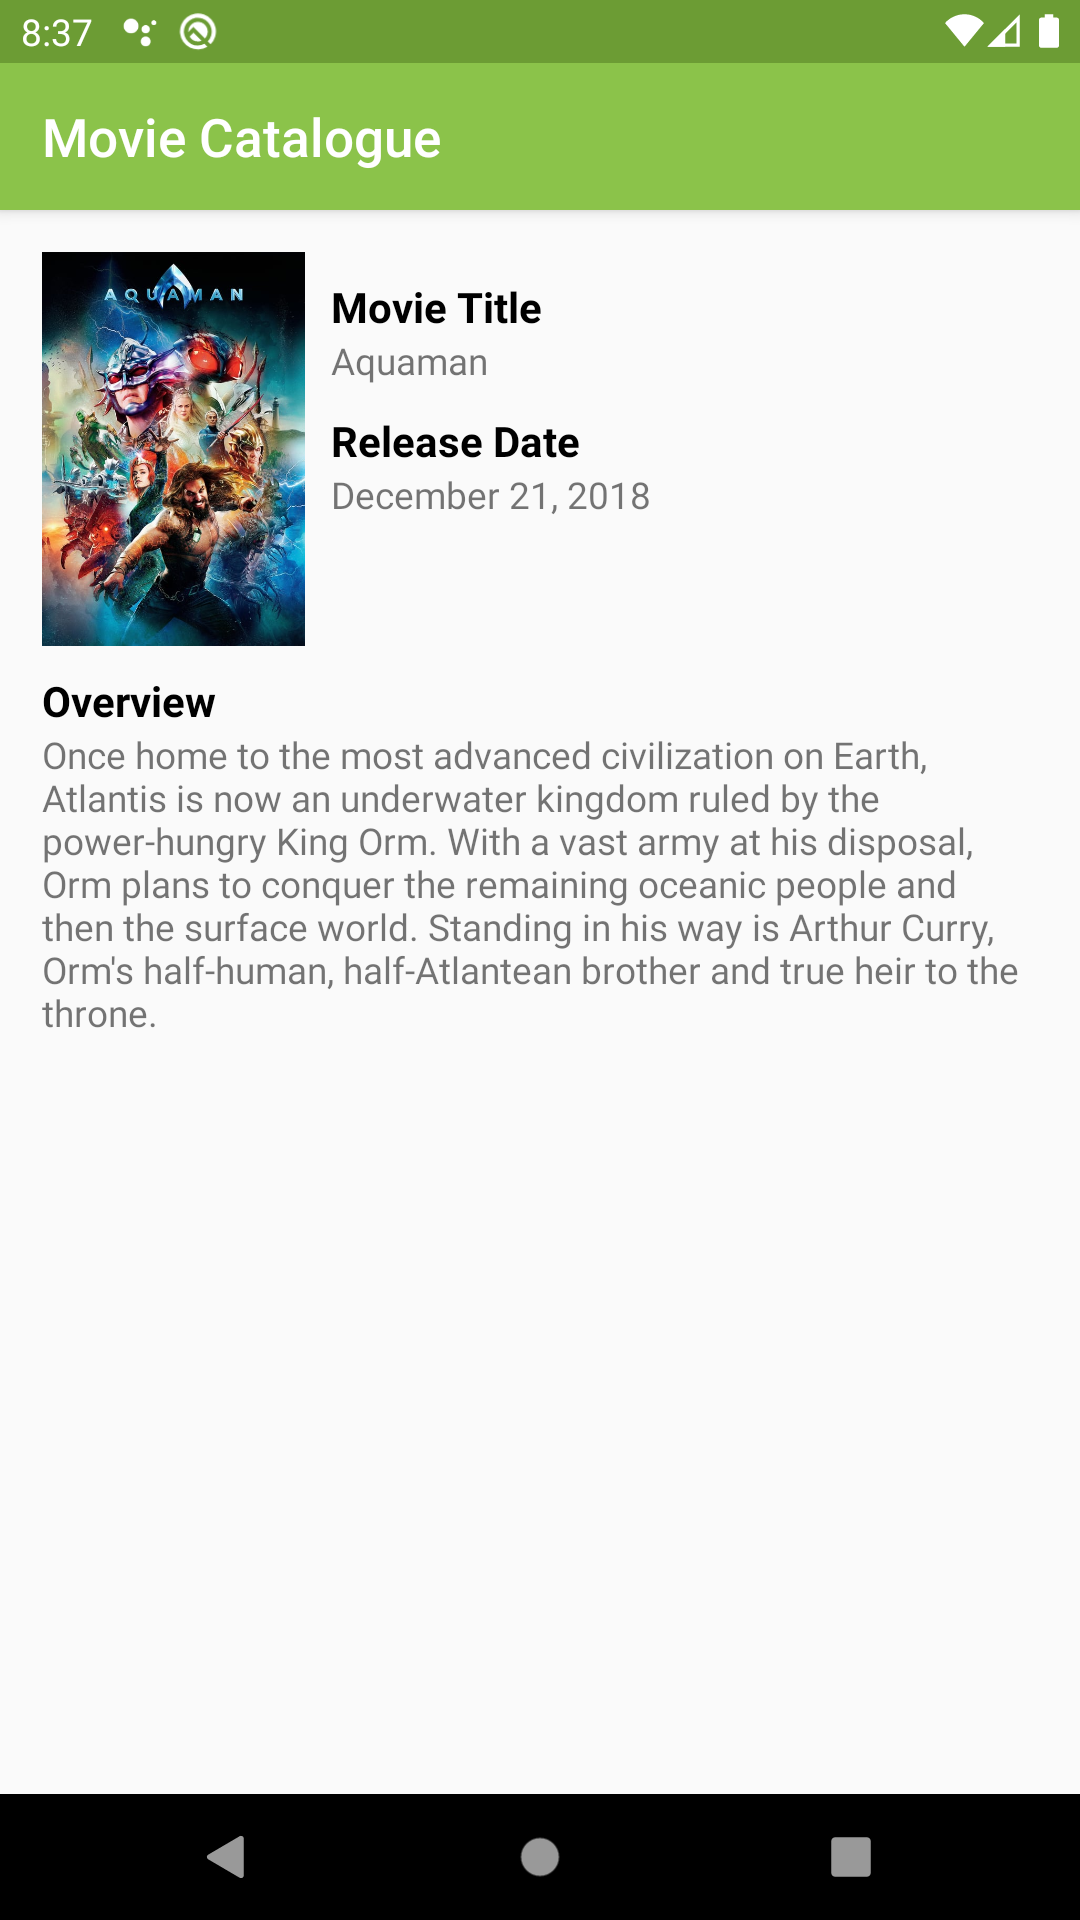 8:37
Movie Catalogue
AQUAMAN
Movie Title
Aquaman
Release Date
December 21, 2018
Overview
Once home to the most advanced civilization on Earth,
Atlantis is now an underwater kingdom ruled by the
power-hungry King Orm. With a vast army at his disposal,
Orm plans to conquer the remaining oceanic people and
then the surface world. Standing in his way is Arthur Curry,
Orm's half-human, half-Atlantean brother and true heir to the
throne.